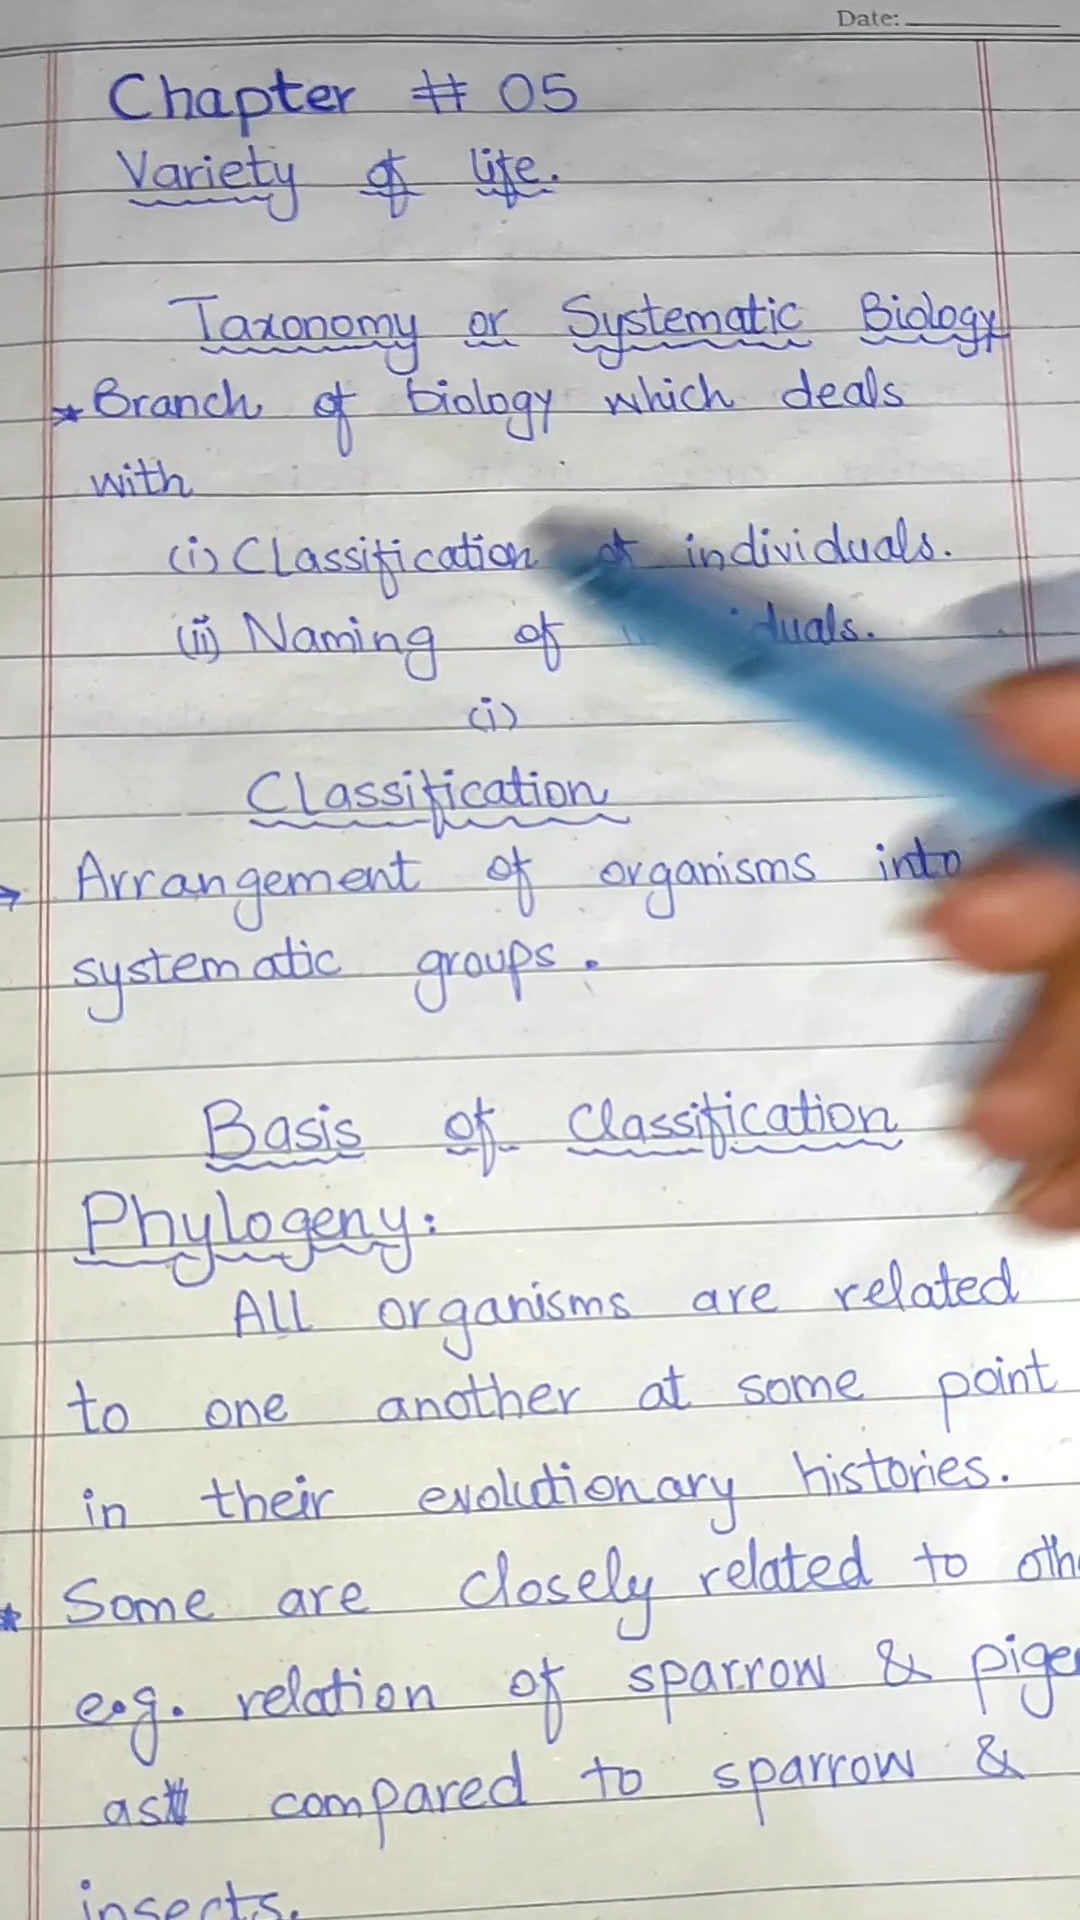 Date:
Chapter # 05
Variety of life.
Taxonomy or Systematic Biology
* Branch of biology which deals
with
(i) Classification of individuals.
(ii) Naming of duals.
(i)
Classification
→ Arrangement of organisms into
systematic groups.
Basis of Classification
Phylogeny:
All organisms are related
to one another at some point
in their evolutionary histories.
* Some are closely related to oth
e.g. relation of sparrow & pige
as compared to sparrow &
insects.